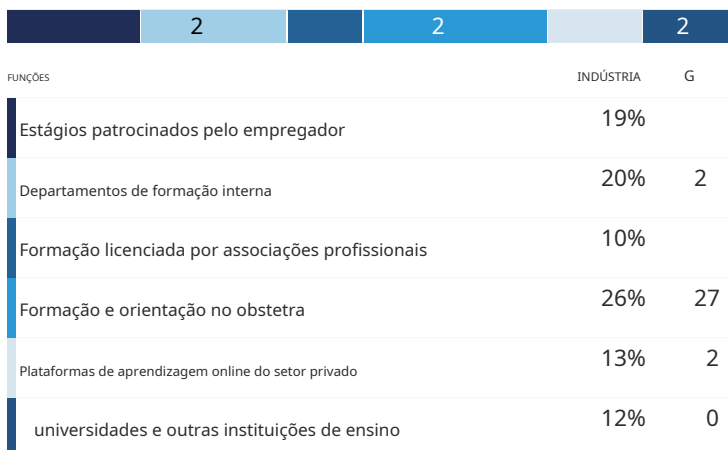 2 2 2
FUNÇÕES INDÚSTRIA G
Estágios patrocinados pelo empregador 19%
Departamentos de formação interna 20% 2
Formação licenciada por associações profissionais 10%
Formação e orientação no obstetra 26% 27
Plataformas de aprendizagem online do setor privado 13% 2
universidades e outras instituições de ensino 12% 0